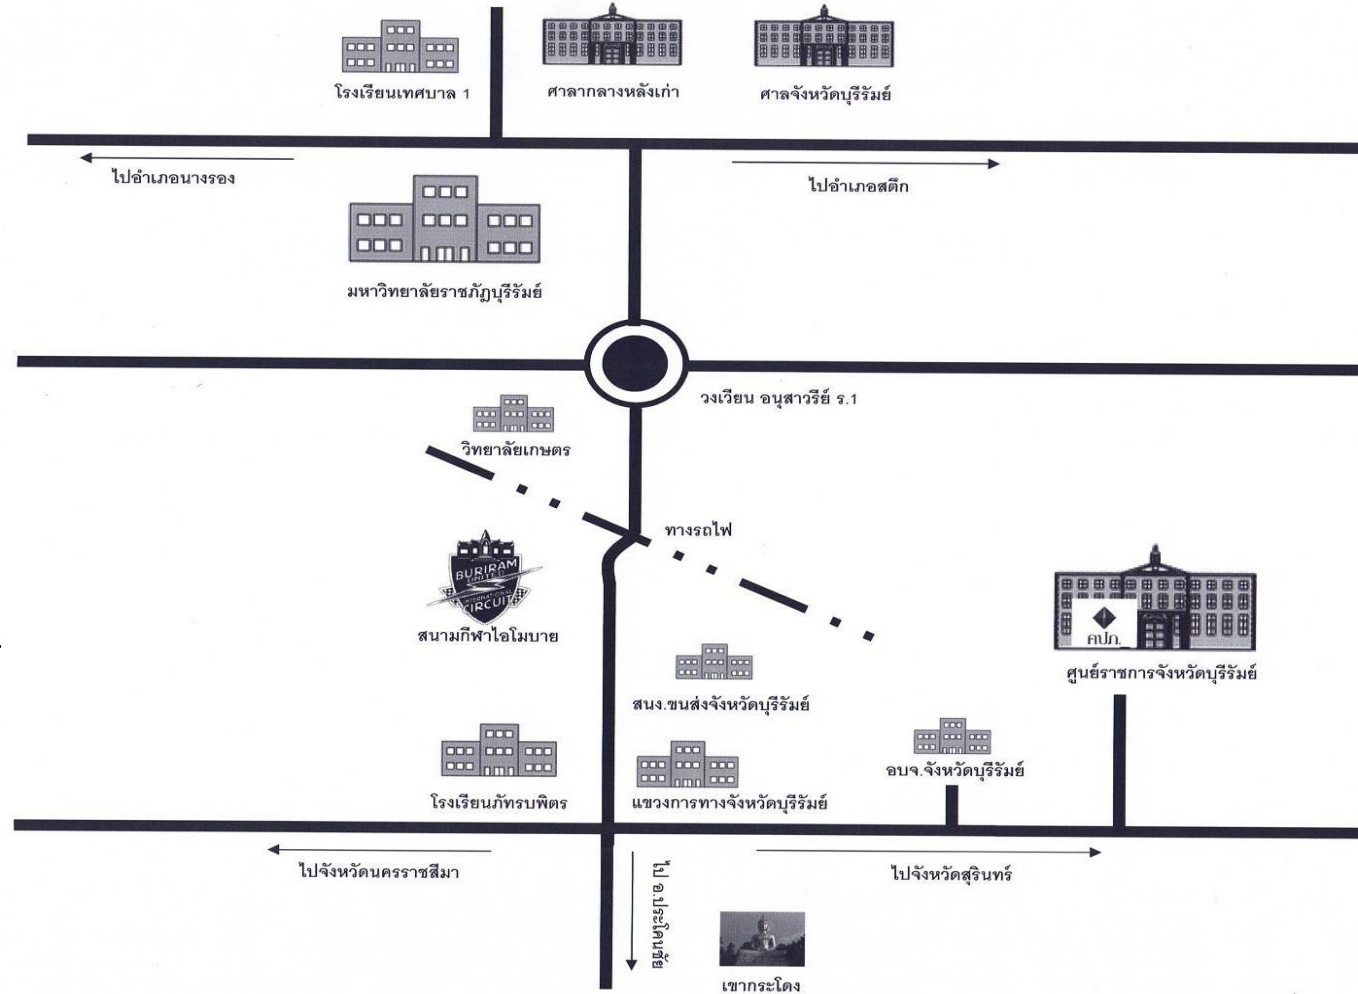 โรงเรียนเทศบาล 1
ศาลากลางหลังเก่า
ศาลจังหวัดบุรีรัมย์
ไปอำเภอนางรอง
ไปอำเภอสตึก
มหาวิทยาลัยราชภัฎบุรีรัมย์
วงเวียน อนุสาวรีย์ ร.1
วิทยาลัยเกษตร
ทางรถไฟ
BURIRAM
UNITED
INTERNATIONAL
CIRCUIT
สนามกีฬาไอโมบาย
คปภ.
ศูนย์ราชการจังหวัดบุรีรัมย์
สนง.ขนส่งจังหวัดบุรีรัมย์
อบจ.จังหวัดบุรีรัมย์
โรงเรียนภัทรบพิตร
แขวงการทางจังหวัดบุรีรัมย์
ไปจังหวัดนครราชสีมา
ไป อ.ประโคนชัย
ไปจังหวัดสุรินทร์
เขากระโดง